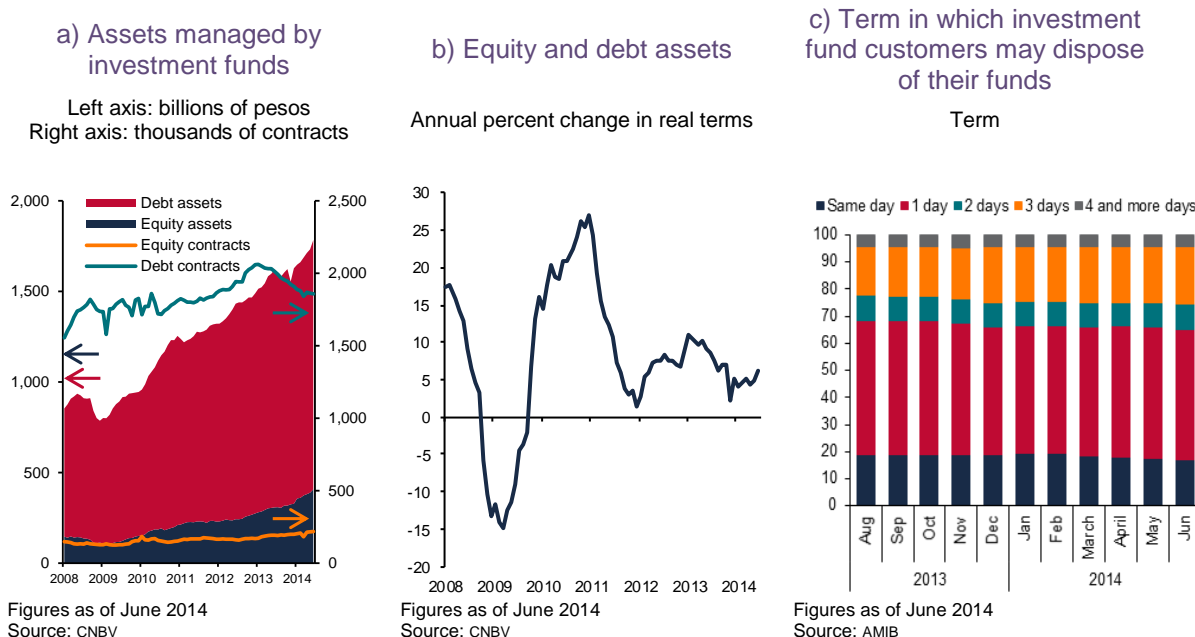 a) Assets managed by
investment funds
Left axis: billions of pesos
Right axis: thousands of contracts
2,000
1,500
1,000
500
0
2,500
2,000
1,500
1,000
500
0
Debt assets
Equity assets
Equity contracts
Debt contracts
2008 2009 2010 2011 2012 2013 2014
Figures as of June 2014
Source: CNBV
b) Equity and debt assets
Annual percent change in real terms
30
25
20
15
10
5
0
-5
-10
-15
-20
2008 2009 2010 2011 2012 2013 2014
Figures as of June 2014
Source: CNBV
c) Term in which investment
fund customers may dispose
of their funds
Term
Same day 1 day 2 days 3 days 4 and more days
100
90
80
70
60
50
40
30
20
10
0
Aug Sep Oct Nov Dec Jan Feb March April May Jun
2013 2014
Figures as of June 2014
Source: AMIB